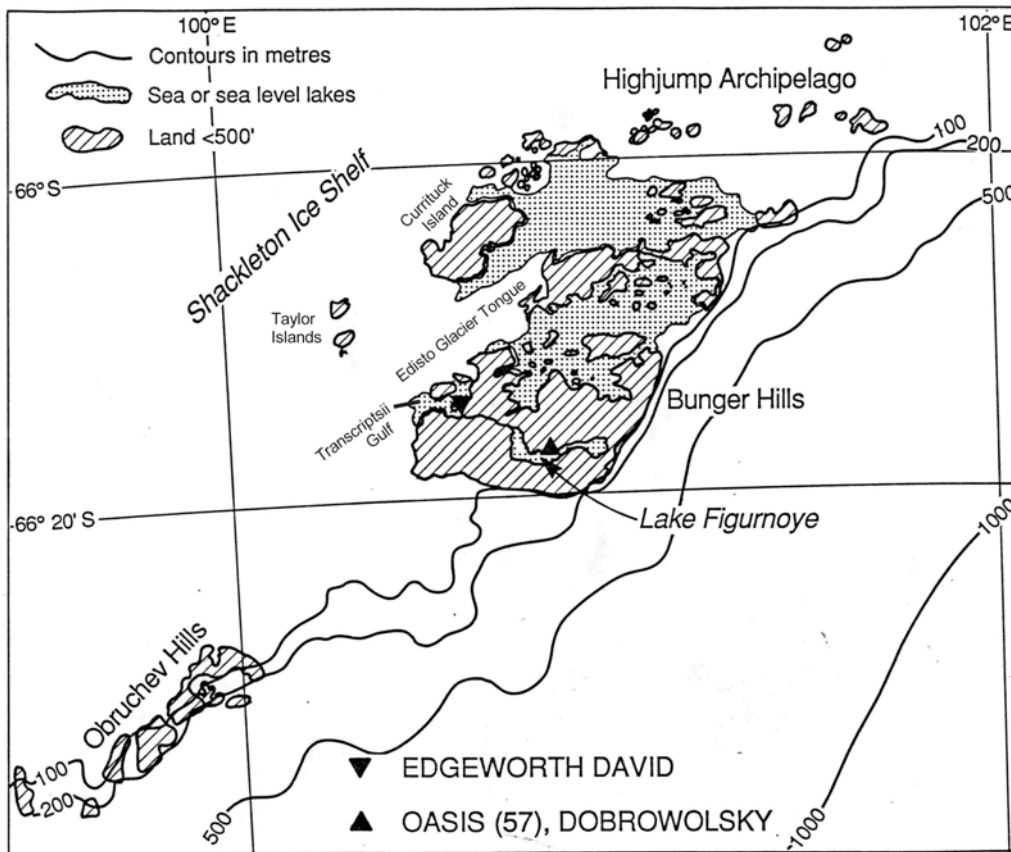 100° E
102° E
Contours in metres
Sea or sea level lakes
Land <500'
Highjump Archipelago
100
200
500
66° S
Shackleton Ice Shelf
Currituck
Island
Taylor
Islands
Edisto Glacier Tongue
Transcriptsii
Gulf
Bunger Hills
Lake Figurnoye
66° 20' S
1000
Obruchev Hills
100
200
500
EDGEWORTH DAVID
OASIS (57), DOBROWOLSKY
1000